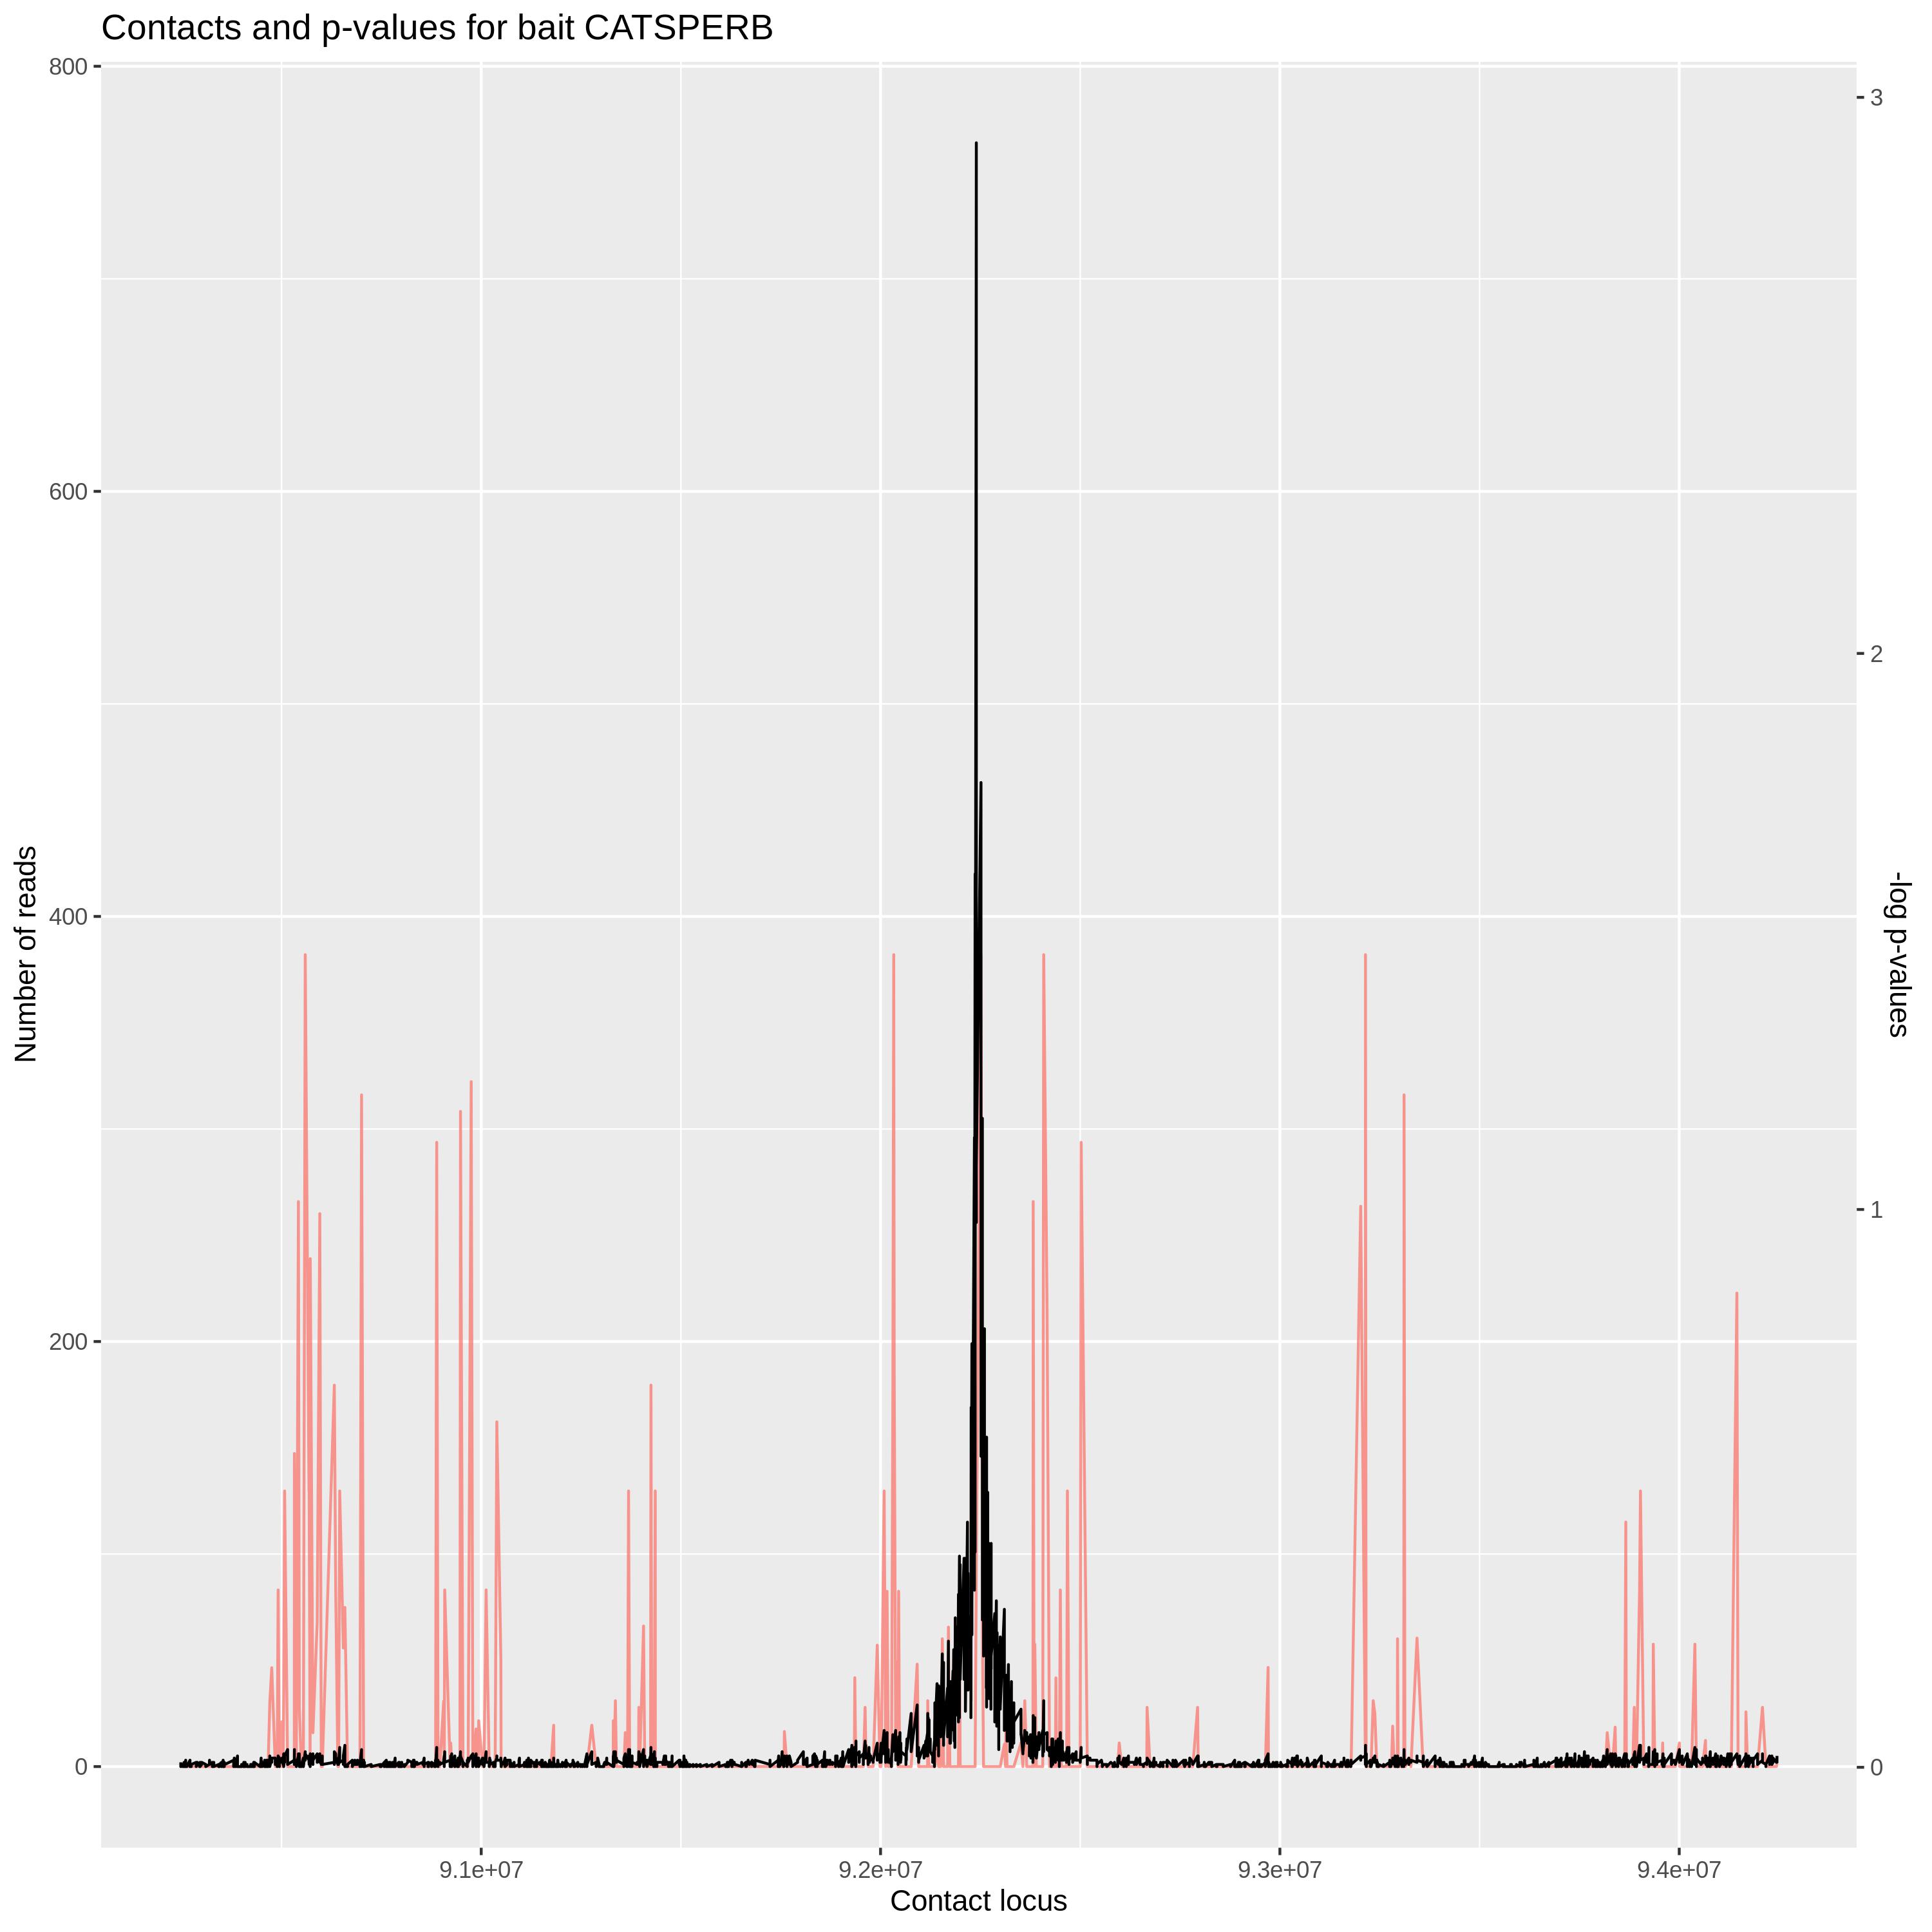 Contacts and p-values for bait CATSPERB
800
600
400
200
0
Number of reads
3
2
1
0
-log p-values
9.1e+07
9.2e+07
9.3e+07
9.4e+07
Contact locus